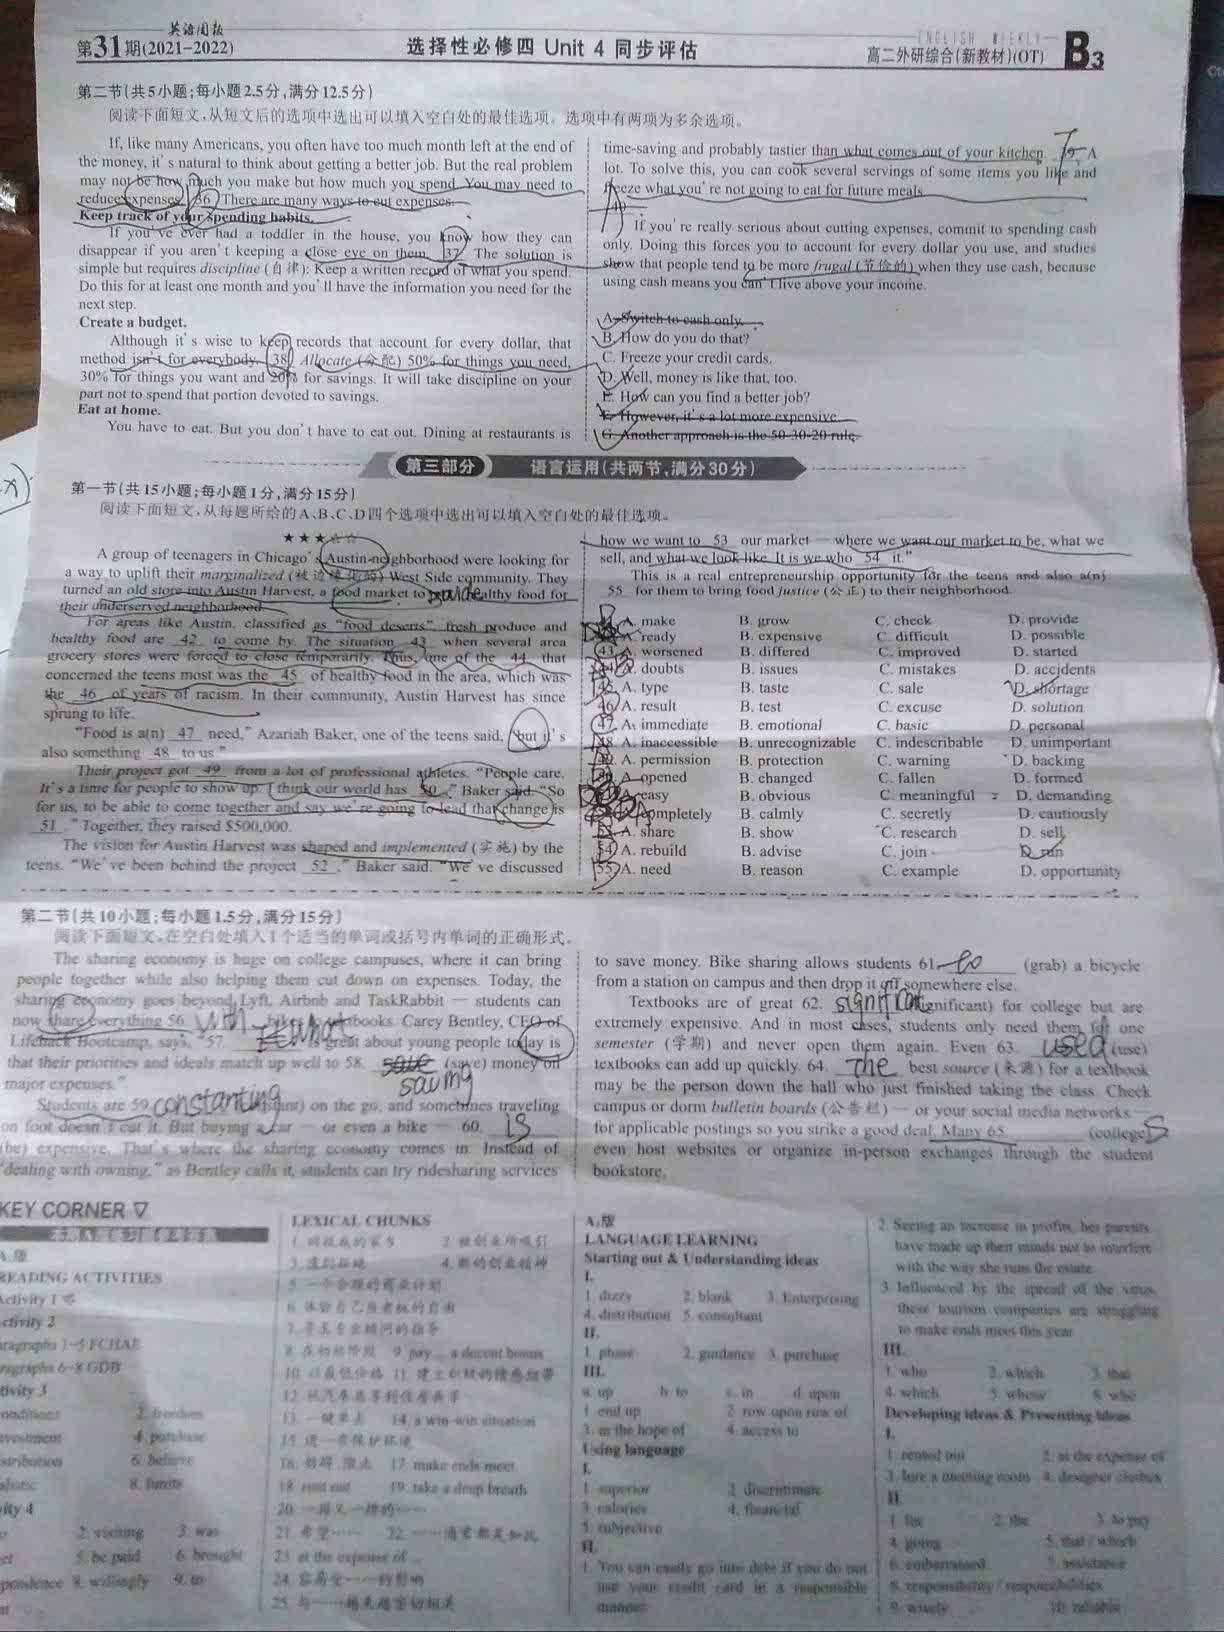 英语周报
第31期(2021-2022)
选择性必修四 Unit 4 同步评估
ENGLISH WEEKLY
高二外研综合(新教材)(OT)
B3
第二节(共5小题;每小题2.5分,满分12.5分)
阅读下面短文,从短文后的选项中选出可以填入空白处的最佳选项。选项中有两项为多余选项。
If, like many Americans, you often have too much month left at the end of
the money, it's natural to think about getting a better job. But the real problem
may not be how much you make but how much you spend. You may need to
reduce expenses. 36 There are many ways to cut expenses.
Keep track of your spending habits.
If you've ever had a toddler in the house, you know how they can
disappear if you aren't keeping a close eye on them. 37 The solution is
simple but requires discipline (自律): Keep a written record of what you spend.
Do this for at least one month and you'll have the information you need for the
next step.
Create a budget.
Although it's wise to keep records that account for every dollar, that
method isn't for everybody. 38 Allocate (分配) 50% for things you need,
30% for things you want and 20% for savings. It will take discipline on your
part not to spend that portion devoted to savings.
Eat at home.
You have to eat. But you don't have to eat out. Dining at restaurants is
time-saving and probably tastier than what comes out of your kitchen. 39 A
lot. To solve this, you can cook several servings of some items you like and
freeze what you're not going to eat for future meals.
40
If you're really serious about cutting expenses, commit to spending cash
only. Doing this forces you to account for every dollar you use, and studies
show that people tend to be more frugal (节俭的) when they use cash, because
using cash means you can't live above your income.
A. Switch to cash only.
B. How do you do that?
C. Freeze your credit cards.
D. Well, money is like that, too.
E. How can you find a better job?
F. However, it's a lot more expensive.
G. Another approach is the 50-30-20 rule.
第三部分 语言运用(共两节,满分30分)
第一节(共15小题;每小题1分,满分15分)
阅读下面短文,从每题所给的A、B、C、D四个选项中选出可以填入空白处的最佳选项。
★★★☆☆
A group of teenagers in Chicago's Austin neighborhood were looking for
a way to uplift their marginalized (被边缘化的) West Side community. They
turned an old store into Austin Harvest, a food market to provide healthy food for
their underserved neighborhood.
For areas like Austin, classified as "food deserts", fresh produce and
healthy food are 42 to come by. The situation 43 when several area
grocery stores were forced to close temporarily. Thus, one of the 44 that
concerned the teens most was the 45 of healthy food in the area, which was
the 46 of years of racism. In their community, Austin Harvest has since
sprung to life.
"Food is a(n) 47 need," Azariah Baker, one of the teens said, "but it's
also something 48 to us."
Their project got 49 from a lot of professional athletes. "People care.
It's a time for people to show up. I think our world has 50," Baker said. "So
for us, to be able to come together and say we're going to lead that change is
51." Together, they raised $500,000.
The vision for Austin Harvest was shaped and implemented (实施) by the
teens. "We've been behind the project 52," Baker said. "We've discussed
how we want to 53 our market — where we want our market to be, what we
sell, and what we look like. It is we who 54 it."
This is a real entrepreneurship opportunity for the teens and also a(n)
55 for them to bring food justice (公正) to their neighborhood.
A. make B. grow C. check D. provide
A. ready B. expensive C. difficult D. possible
43. A. worsened B. differed C. improved D. started
44. A. doubts B. issues C. mistakes D. accidents
45. A. type B. taste C. sale D. shortage
46. A. result B. test C. excuse D. solution
47. A. immediate B. emotional C. basic D. personal
48. A. inaccessible B. unrecognizable C. indescribable D. unimportant
49. A. permission B. protection C. warning D. backing
50. A. opened B. changed C. fallen D. formed
A. easy B. obvious C. meaningful D. demanding
A. completely B. calmly C. secretly D. cautiously
53. A. share B. show C. research D. sell
54. A. rebuild B. advise C. join D. run
55. A. need B. reason C. example D. opportunity
第二节(共10小题;每小题1.5分,满分15分)
阅读下面短文,在空白处填入1个适当的单词或括号内单词的正确形式。
The sharing economy is huge on college campuses, where it can bring
people together while also helping them cut down on expenses. Today, the
sharing economy goes beyond Lyft, Airbnb and TaskRabbit — students can
now share everything 56. with bikes to textbooks. Carey Bentley, CEO of
Lifehack Bootcamp, says, "57. what is great about young people today is
that their priorities and ideals match up well to 58. save (save) money on
saving
major expenses."
Students are 59. constanting on the go, and sometimes traveling
on foot doesn't cut it. But buying a car — or even a bike — 60. is
(be) expensive. That's where the sharing economy comes in. Instead of
"dealing with owning," as Bentley calls it, students can try ridesharing services
to save money. Bike sharing allows students 61. to (grab) a bicycle
from a station on campus and then drop it off somewhere else.
Textbooks are of great 62. significant (significant) for college but are
extremely expensive. And in most cases, students only need them for one
semester (学期) and never open them again. Even 63. used (use)
textbooks can add up quickly. 64. The best source (来源) for a textbook
may be the person down the hall who just finished taking the class. Check
campus or dorm bulletin boards (公告栏) — or your social media networks —
for applicable postings so you strike a good deal. Many 65. (college) s
even host websites or organize in-person exchanges through the student
bookstore.
KEY CORNER ▽
A₁版
READING ACTIVITIES
Activity 1 略
Activity 2
Paragraphs 1-5 FCHAE
Paragraphs 6-8 GDB
2. freedom
4. purchase
6. believe
8. limits
2. visiting 3. was
5. be paid 6. brought
8. willingly 9. to
LEXICAL CHUNKS
5. 一个合理的商业计划
9. pay... a decent bonus
13. 一键单击 14. a win-win situation
15. 进一步保护环境
17. make ends meet
18. rent out 19. take a deep breath
21. 希望……
23. at the expense of ...
A₂版
LANGUAGE LEARNING
Starting out & Understanding ideas
I.
1. dizzy 2. blank 3. Enterprising
4. distribution 5. consultant
II.
1. phase 2. guidance 3. purchase
III.
a. up b. to c. in d. upon
1. end up 2. row upon row of
3. in the hope of 4. access to
Using language
I.
1. superior 2. discriminate
3. calories 4. financial
5. subjective
II.
1. You can easily go into debt if you do not
use your credit card in a responsible
manner.
2. Seeing an increase in profits, her parents
have made up their minds not to interfere
with the way she runs the estate.
3. Influenced by the spread of the virus,
these tourism companies are struggling
to make ends meet this year.
III.
1. who 2. which 3. that
4. which 5. whose 6. who
Developing ideas & Presenting ideas
I.
1. rented out 2. at the expense of
3. hire a meeting room 4. designer clothes
II.
1. for 2. the 3. to pay
4. going 5. that / which
6. embarrassed 7. assistance
8. responsibility / responsibilities
9. wisely 10. reliable